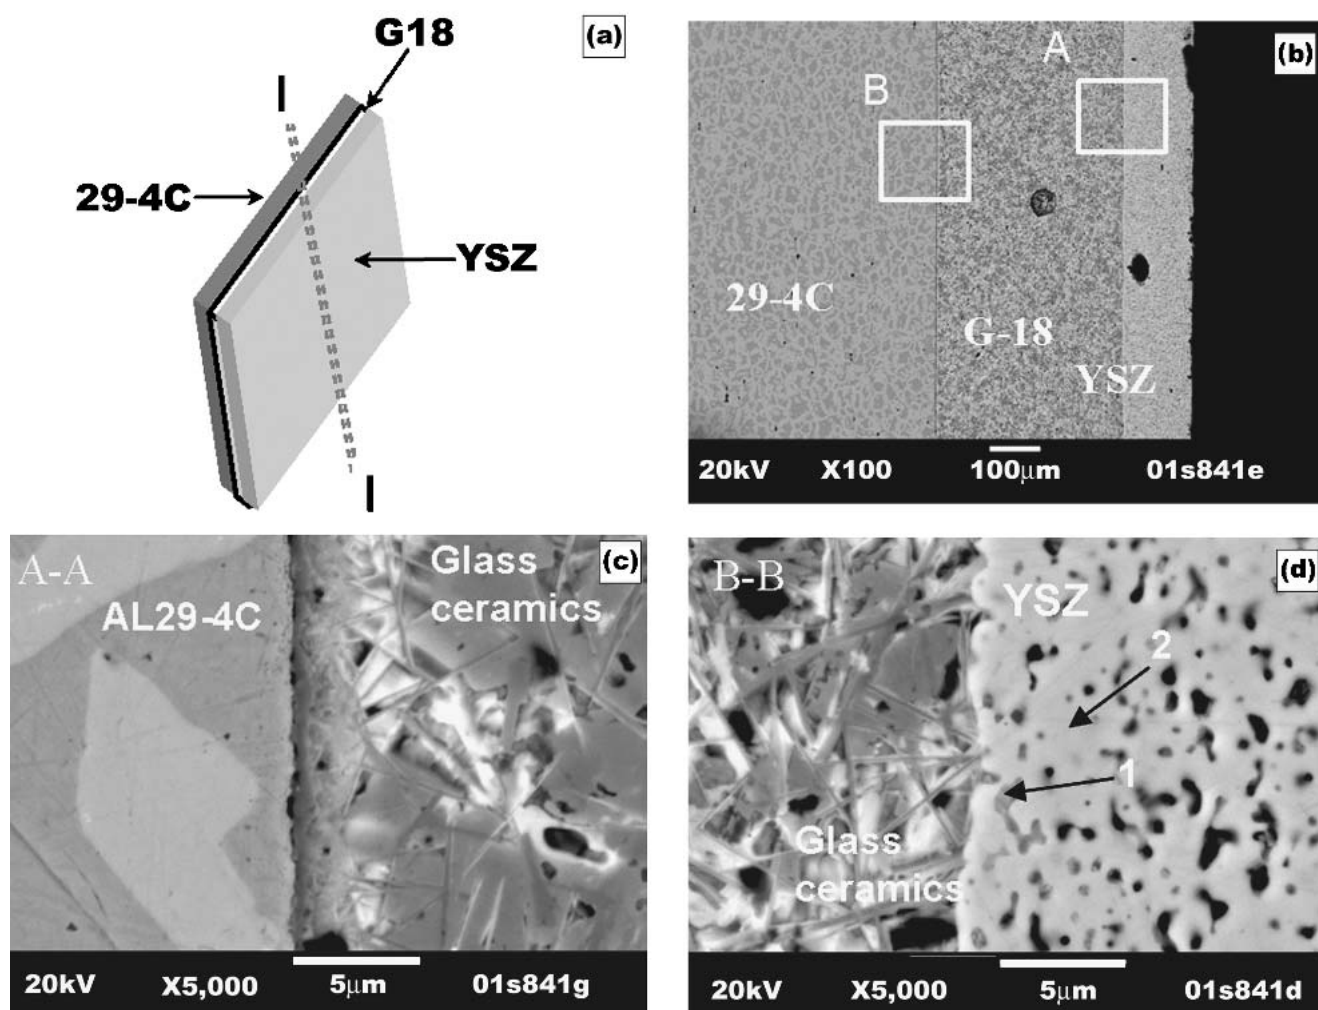 G18
(a)
I
29-4C
YSZ
I
A
(b)
B
29-4C
G-18
YSZ
20kV X100 100μm 01s841e
A-A
Glass
ceramics
(c)
AL29-4C
20kV X5,000 5μm 01s841g
B-B
YSZ
(d)
2
1
Glass
ceramics
20kV X5,000 5μm 01s841d